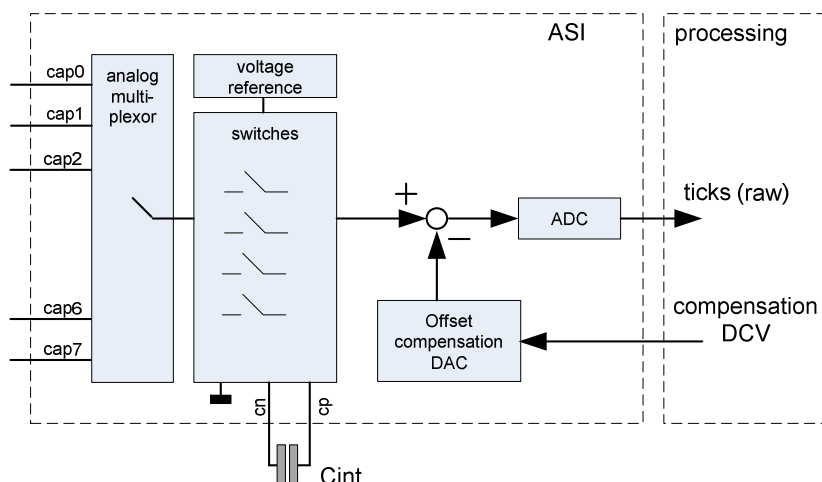 ASI
processing
cap0
cap1
cap2
cap6
cap7
analog
multi-
plexor
voltage
reference
switches
+
−
ADC
ticks (raw)
Offset
compensation
DAC
compensation
DCV
cn
cp
Cint